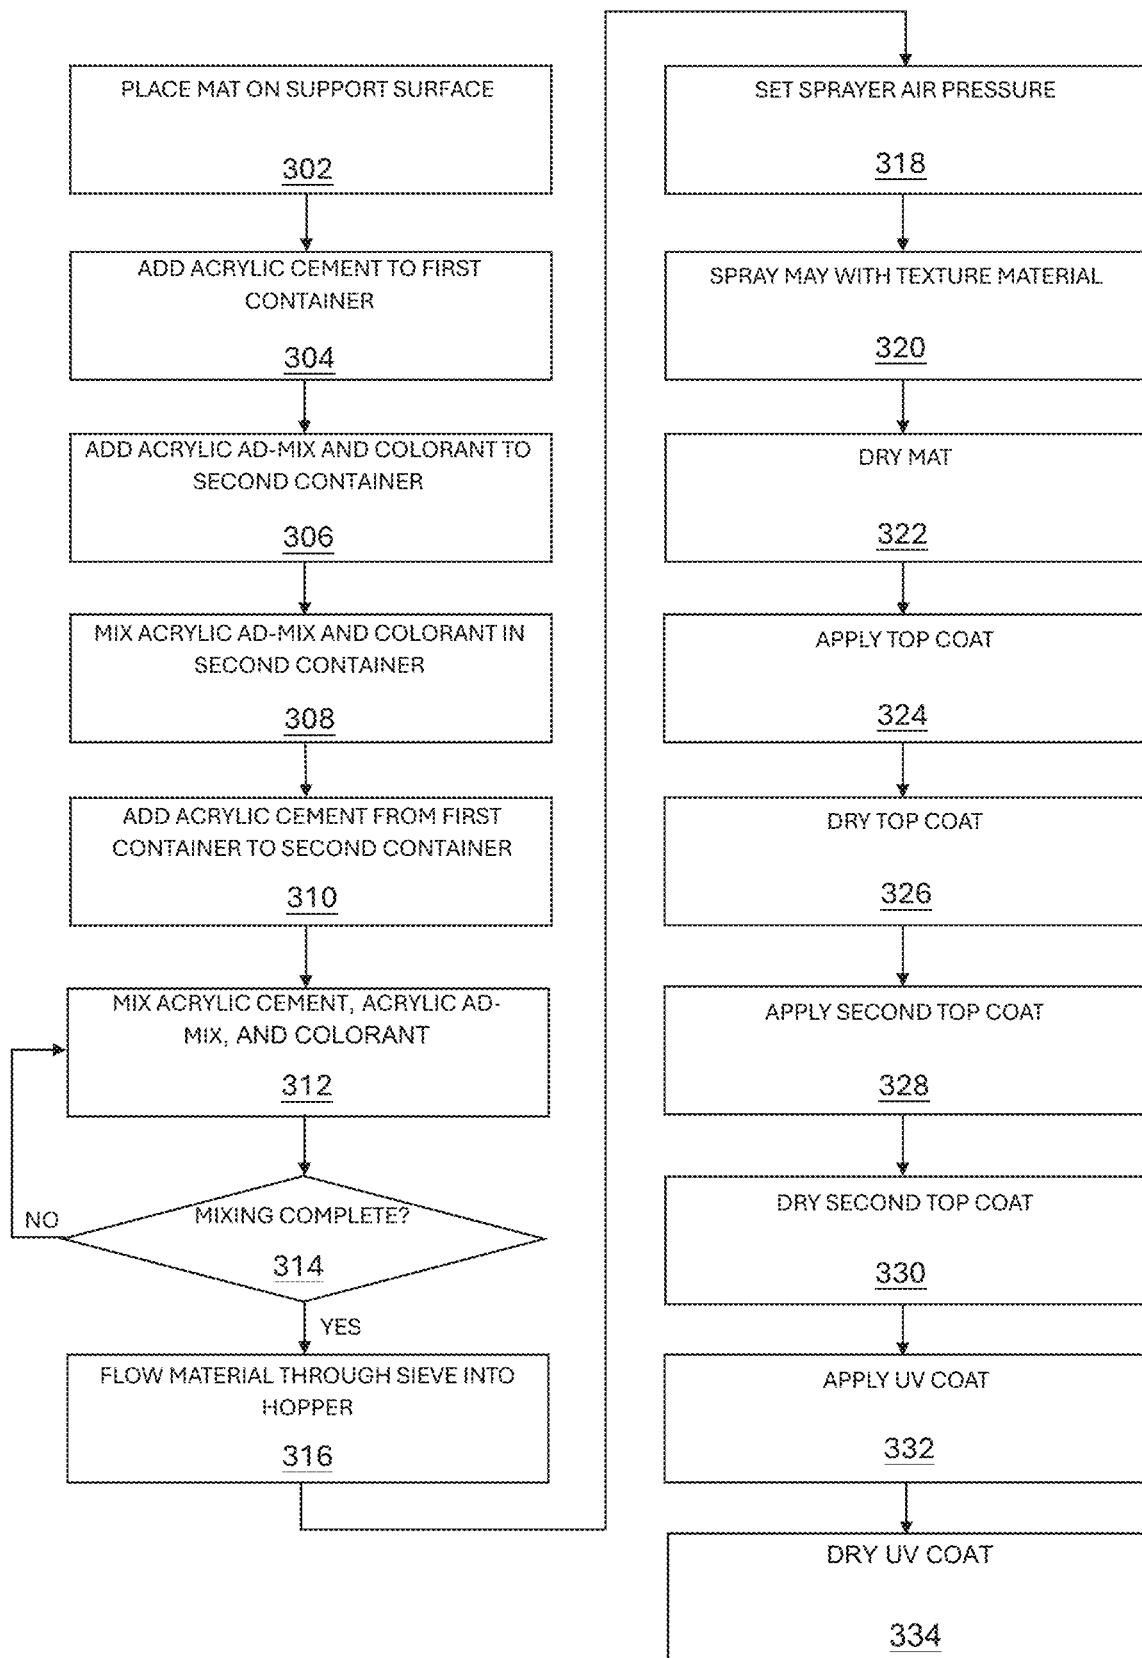 PLACE MAT ON SUPPORT SURFACE
302
ADD ACRYLIC CEMENT TO FIRST
CONTAINER
304
ADD ACRYLIC AD-MIX AND COLORANT TO
SECOND CONTAINER
306
MIX ACRYLIC AD-MIX AND COLORANT IN
SECOND CONTAINER
308
ADD ACRYLIC CEMENT FROM FIRST
CONTAINER TO SECOND CONTAINER
310
MIX ACRYLIC CEMENT, ACRYLIC AD-
MIX, AND COLORANT
312
MIXING COMPLETE?
NO
314
YES
FLOW MATERIAL THROUGH SIEVE INTO
HOPPER
316
SET SPRAYER AIR PRESSURE
318
SPRAY MAY WITH TEXTURE MATERIAL
320
DRY MAT
322
APPLY TOP COAT
324
DRY TOP COAT
326
APPLY SECOND TOP COAT
328
DRY SECOND TOP COAT
330
APPLY UV COAT
332
DRY UV COAT
334